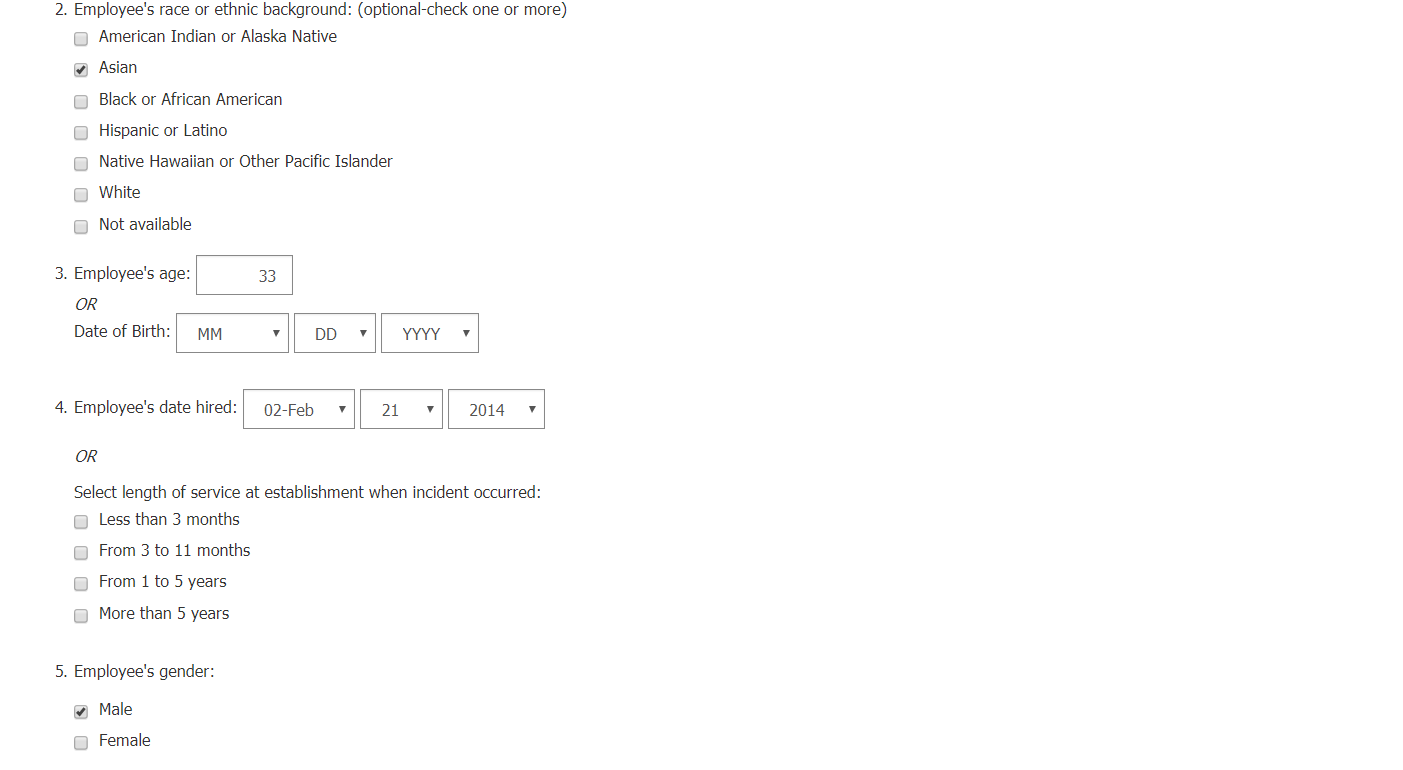 2. Employee's race or ethnic background: (optional-check one or more)
American Indian or Alaska Native
Asian
Black or African American
Hispanic or Latino
Native Hawaiian or Other Pacific Islander
White
Not available
3. Employee's age: 33
OR
Date of Birth: MM DD YYYY
4. Employee's date hired: 02-Feb 21 2014
OR
Select length of service at establishment when incident occurred:
Less than 3 months
From 3 to 11 months
From 1 to 5 years
More than 5 years
5. Employee's gender:
Male
Female